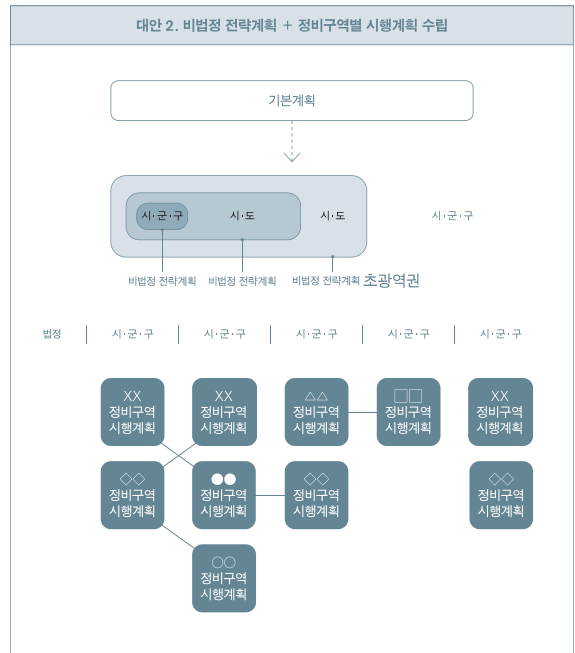 대안 2. 비법정 전략계획 + 정비구역별 시행계획 수립
기본계획
시·군·구 시·도 시·도 시·군·구
비법정 전략계획 비법정 전략계획 비법정 전략계획 초광역권
법정 시·군·구 시·군·구 시·군·구 시·군·구 시·군·구
XX XX △△ □□ XX
정비구역 정비구역 정비구역 정비구역 정비구역
시행계획 시행계획 시행계획 시행계획 시행계획
◇◇ ●● ◇◇ ◇◇
정비구역 정비구역 정비구역 정비구역
시행계획 시행계획 시행계획 시행계획
○○
정비구역
시행계획